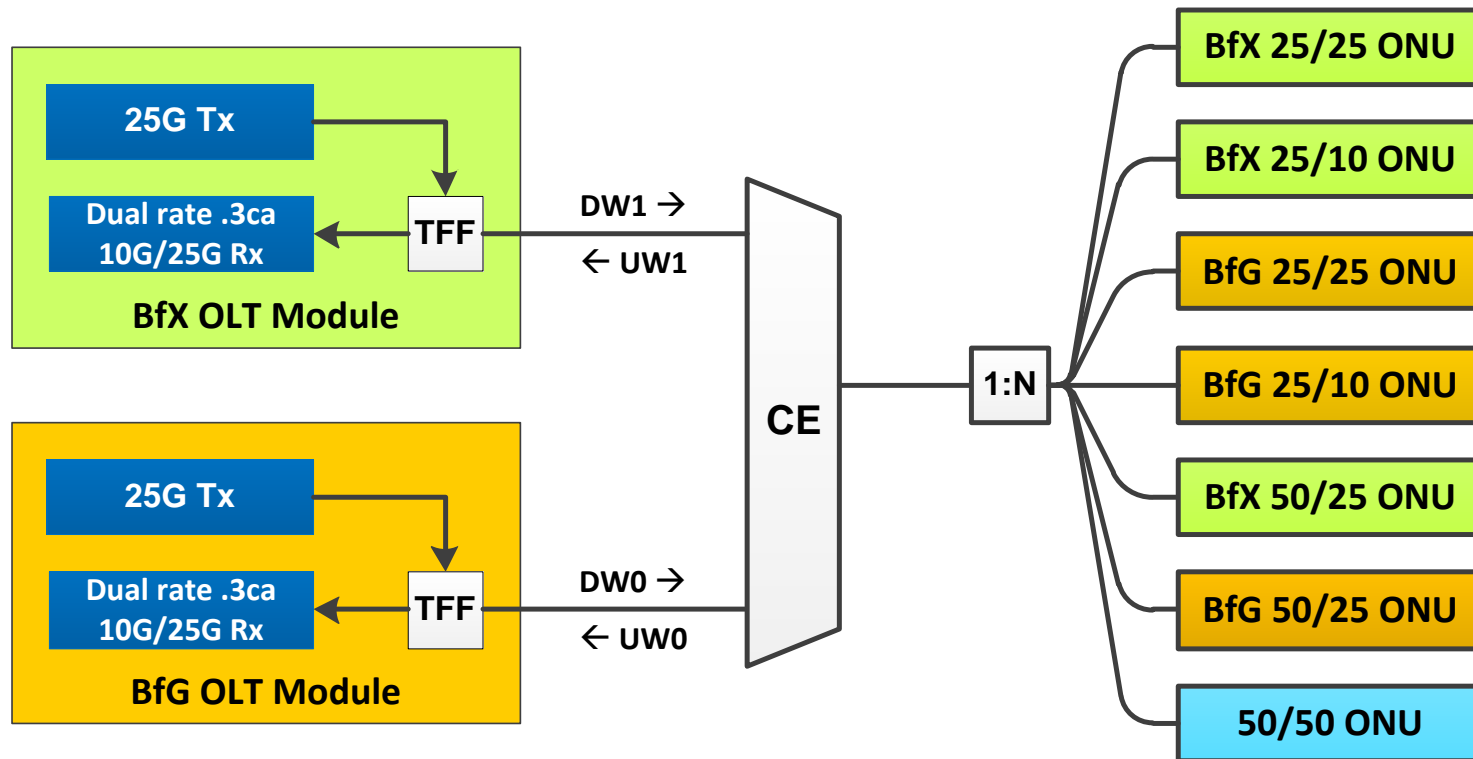 25G Tx
Dual rate .3ca
10G/25G Rx
TFF
BfX OLT Module
DW1 →
← UW1
25G Tx
Dual rate .3ca
10G/25G Rx
TFF
BfG OLT Module
DW0 →
← UW0
CE
1:N
BfX 25/25 ONU
BfX 25/10 ONU
BfG 25/25 ONU
BfG 25/10 ONU
BfX 50/25 ONU
BfG 50/25 ONU
50/50 ONU